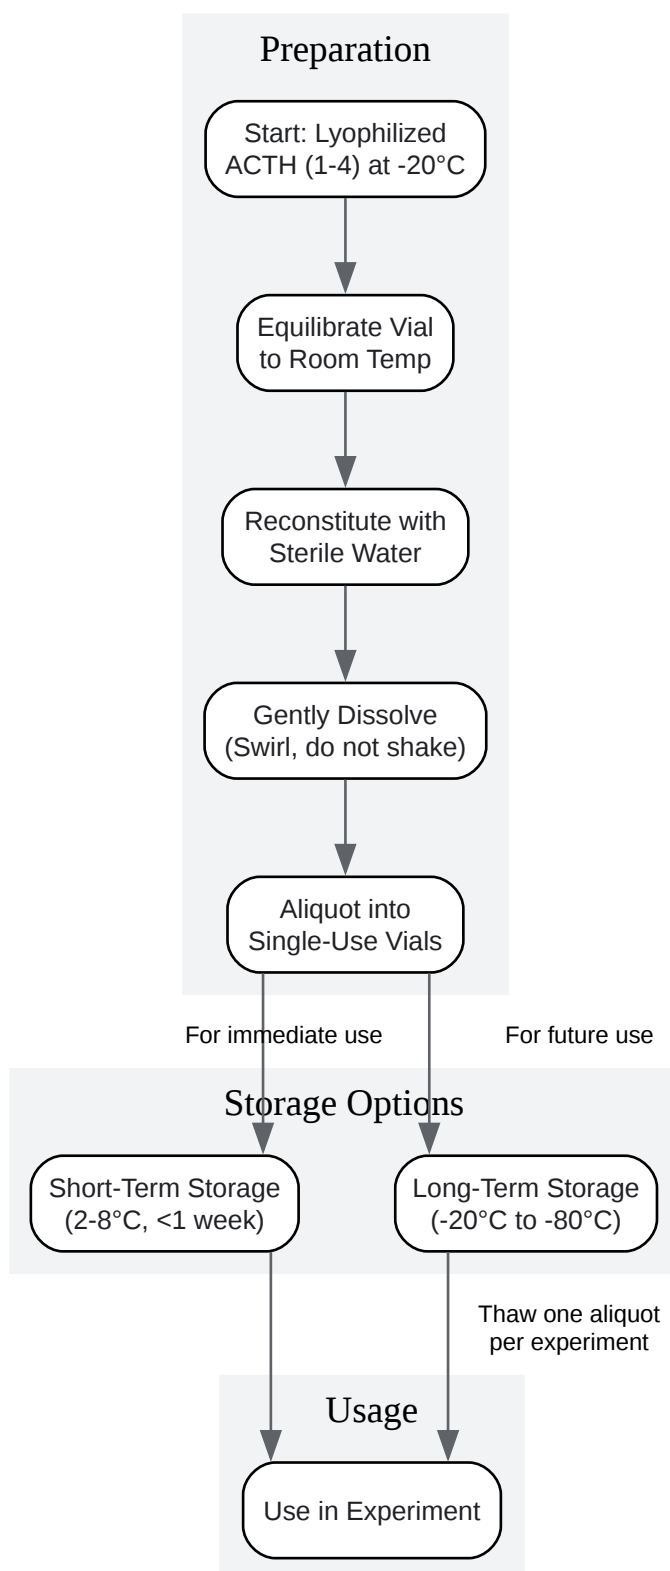 Preparation
Start: Lyophilized
ACTH (1-4) at -20°C
Equilibrate Vial
to Room Temp
Reconstitute with
Sterile Water
Gently Dissolve
(Swirl, do not shake)
Aliquot into
Single-Use Vials
For immediate use
For future use
Storage Options
Short-Term Storage
(2-8°C, <1 week)
Long-Term Storage
(-20°C to -80°C)
Thaw one aliquot
per experiment
Usage
Use in Experiment